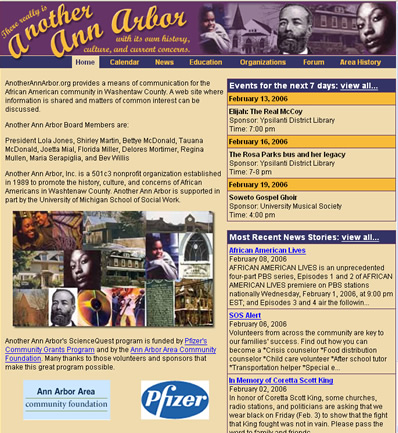 There really is
Another
Ann Arbor
with its own history,
culture, and current concerns.
Home Calendar News Education Organizations Forum Area History
AnotherAnnArbor.org provides a means of communication for the
African American community in Washentaw County. A web site where
information is shared and matters of common interest can be
discussed.
Another Ann Arbor Board Members are:
President Lola Jones, Shirley Martin, Bettye McDonald, Tauana
McDonald, Joetta Mial, Florida Miller, Delores Mortimer, Regina
Mullen, Maria Serapiglia, and Bev Willis
Another Ann Arbor, Inc. is a 501c3 nonprofit organization established
in 1989 to promote the history, culture, and concerns of African
Americans in Washtenaw County. Another Ann Arbor is supported in
part by the University of Michigan School of Social Work.
Another Ann Arbor's ScienceQuest program is funded by Pfizer's
Community Grants Program and by the Ann Arbor Area Community
Foundation. Many thanks to those volunteers and sponsors that
make this great program possible.
Ann Arbor Area
community foundation
Pfizer
Events for the next 7 days: view all...
February 13, 2006
Elijah: The Real McCoy
Sponsor: Ypsilanti District Library
Time: 7:00 pm
February 16, 2006
The Rosa Parks bus and her legacy
Sponsor: Ypsilanti District Library
Time: 7-8 pm
February 19, 2006
Soweto Gospel Choir
Sponsor: University Musical Society
Time: 4:00 pm
Most Recent News Stories: view all...
African American Lives
February 08, 2006
AFRICAN AMERICAN LIVES is an unprecedented
four-part PBS series, Episodes 1 and 2 of AFRICAN
AMERICAN LIVES premiere on PBS stations
nationally Wednesday, February 1, 2006, at 9:00 pm
EST; and Episodes 3 and 4 air the followin...
SOS Alert
February 08, 2006
Volunteers from across the community are key to
our families' success. Find out how you can
become a *Crisis counselor *Food distribution
counselor *Child care volunteer *After school tutor
*Transportation helper *Special e...
In Memory of Coretta Scott King
February 02, 2006
In honor of Coretta Scott King, some churches,
radio stations, and politicians are asking that we
wear black on Friday (Feb. 3) to show that the fight
that King fought was not in vain. Please pass the
word to family and friends